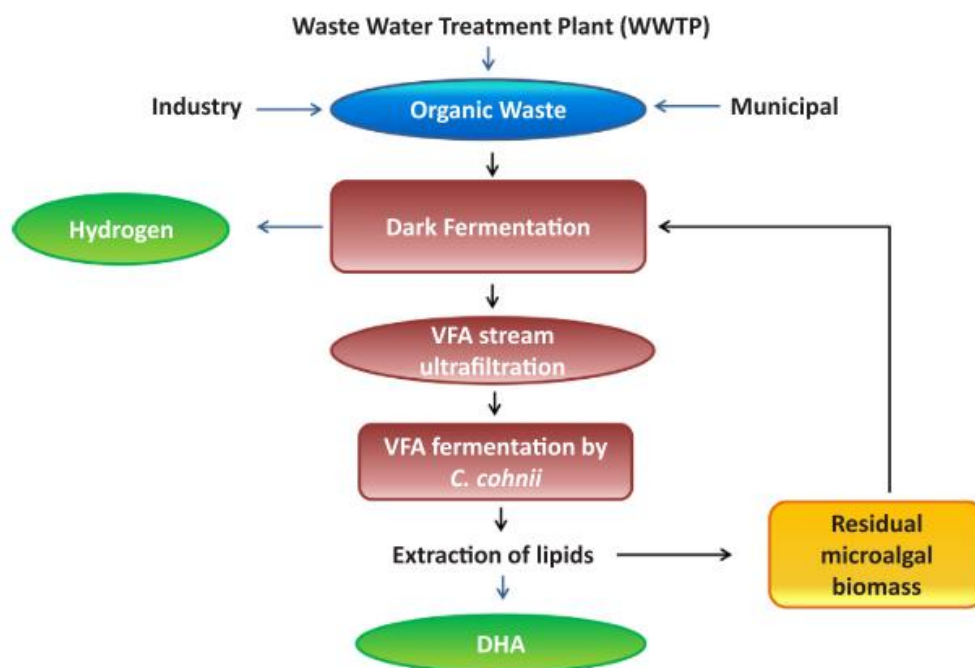 Waste Water Treatment Plant (WWTP)
Industry
Organic Waste
Municipal
Hydrogen
Dark Fermentation
VFA stream
ultrafiltration
VFA fermentation by
C. cohnii
Extraction of lipids
Residual
microalgal
biomass
DHA